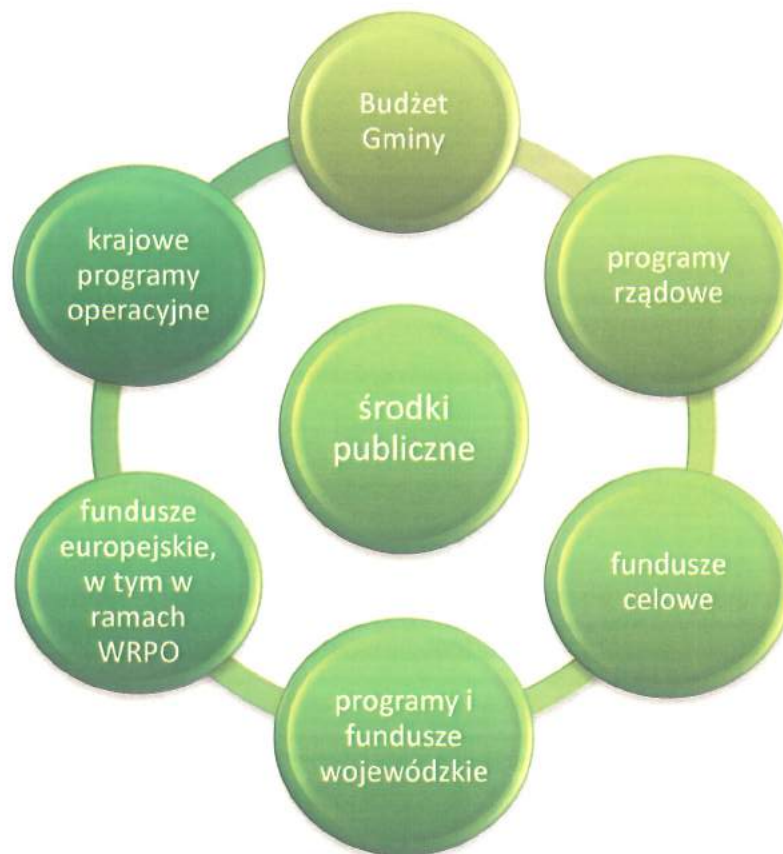 Budżet
Gminy
programy
rządowe
fundusze
celowe
programy i
fundusze
wojewódzkie
fundusze
europejskie,
w tym w
ramach
WRPO
krajowe
programy
operacyjne
środki
publiczne